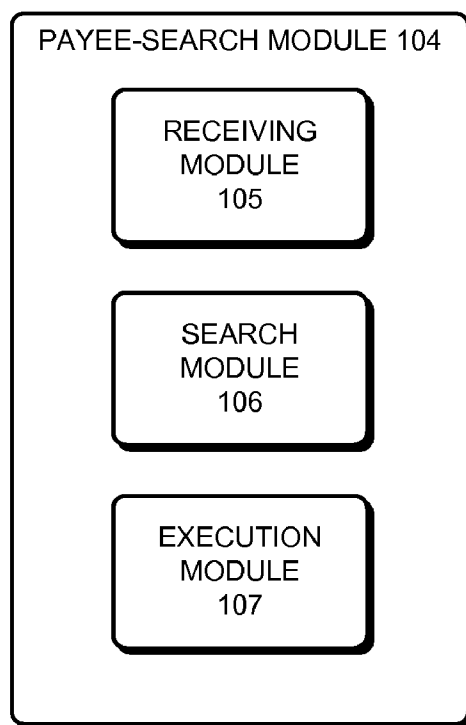 PAYEE-SEARCH MODULE 104
RECEIVING
MODULE
105
SEARCH
MODULE
106
EXECUTION
MODULE
107